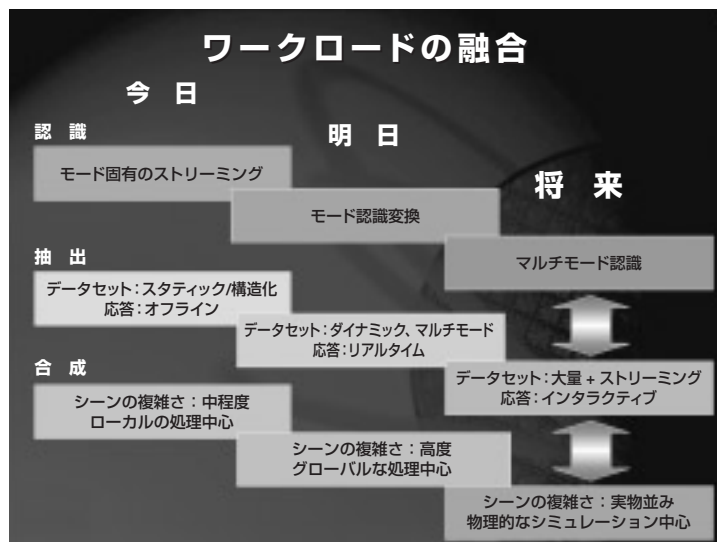 ワークロードの融合
今 日
明 日
将 来
認 識
モード固有のストリーミング
モード認識変換
マルチモード認識
抽 出
データセット：スタティック/構造化
応答：オフライン
データセット：ダイナミック、マルチモード
応答：リアルタイム
データセット：大量 + ストリーミング
応答：インタラクティブ
合 成
シーンの複雑さ：中程度
ローカルの処理中心
シーンの複雑さ：高度
グローバルな処理中心
シーンの複雑さ：実物並み
物理的なシミュレーション中心